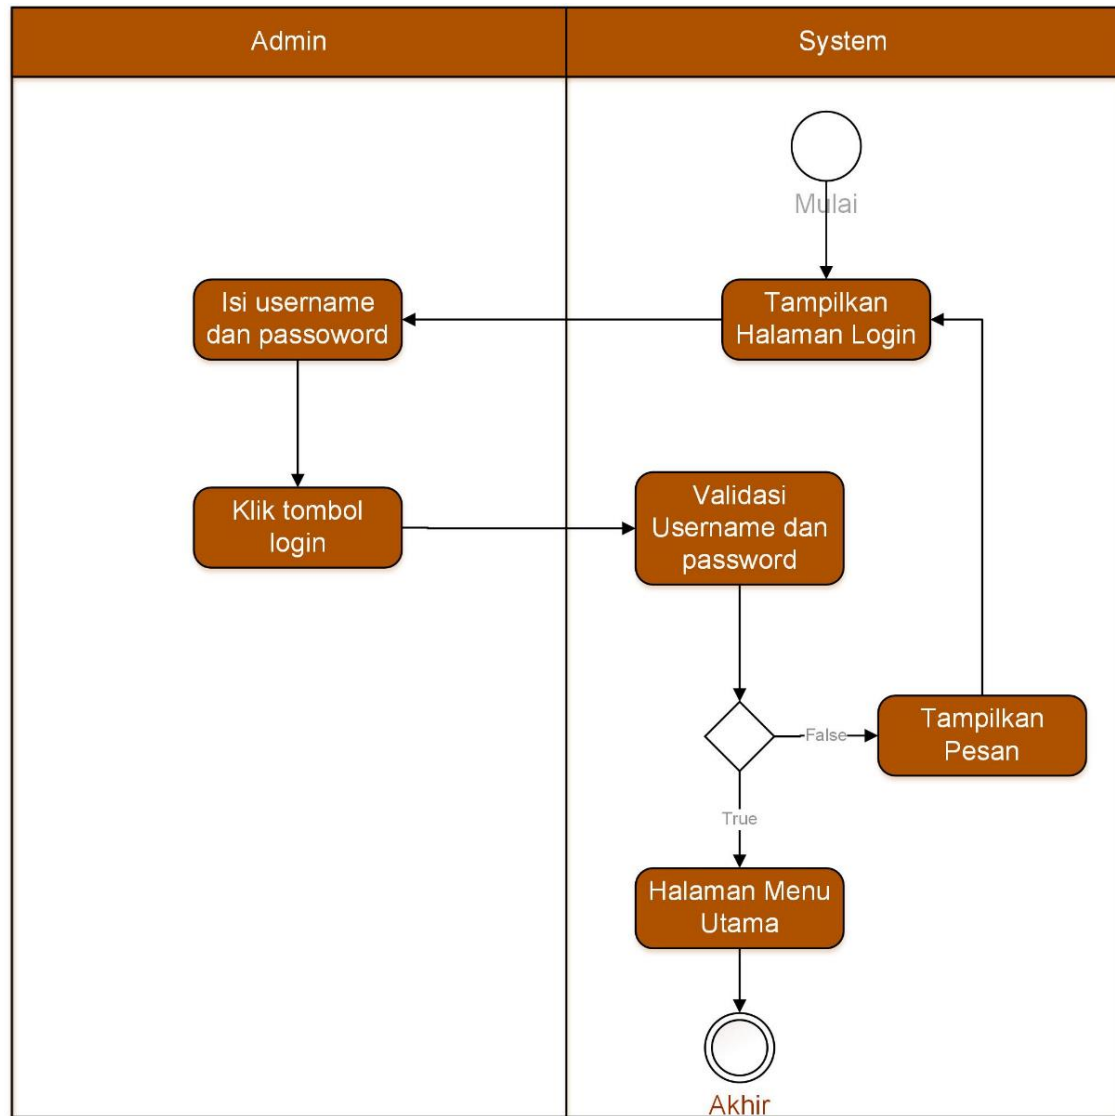 Admin
System
Mulai
Isi username
dan passoword
Tampilkan
Halaman Login
Klik tombol
login
Validasi
Username dan
password
False
Tampilkan
Pesan
True
Halaman Menu
Utama
Akhir